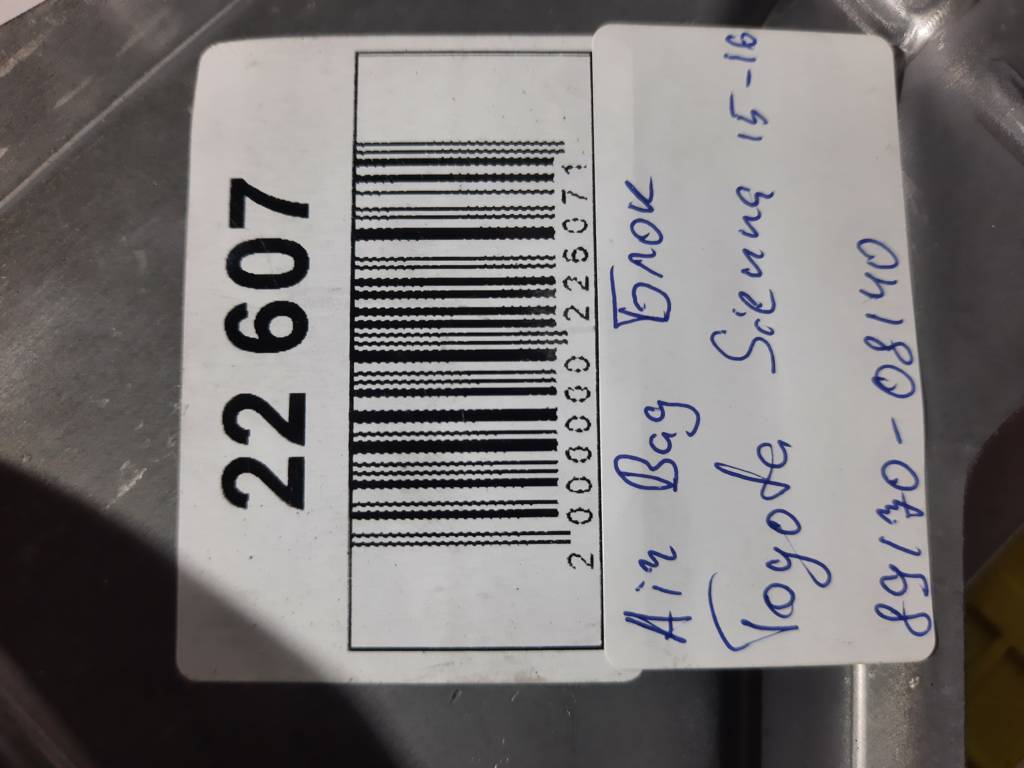 22 607
2000000226071
Air Bag Блок
Toyota Sienna 15-16
89170-08140